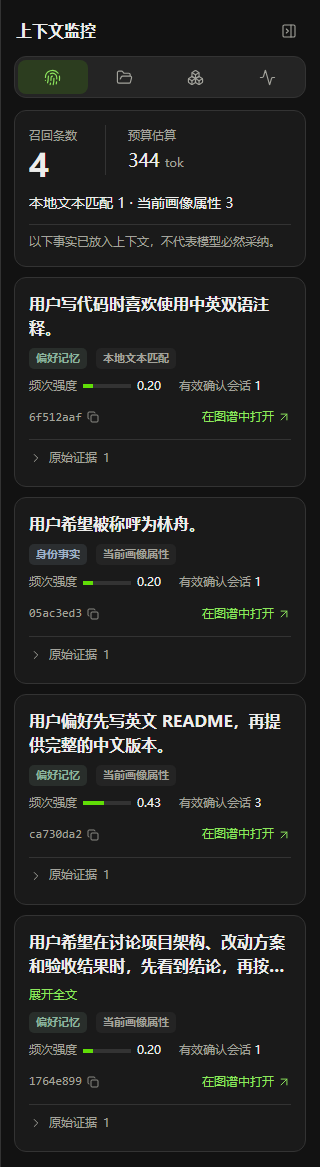 上下文监控
召回条数
预算估算
4
344 tok
本地文本匹配 1 · 当前画像属性 3
以下事实已放入上下文，不代表模型必然采纳。
用户写代码时喜欢使用中英双语注
释。
偏好记忆 本地文本匹配
频次强度 0.20 有效确认会话 1
6f512aaf 在图谱中打开
原始证据 1
用户希望被称呼为林舟。
身份事实 当前画像属性
频次强度 0.20 有效确认会话 1
05ac3ed3 在图谱中打开
原始证据 1
用户偏好先写英文 README，再提
供完整的中文版本。
偏好记忆 当前画像属性
频次强度 0.43 有效确认会话 3
ca730da2 在图谱中打开
原始证据 1
用户希望在讨论项目架构、改动方案
和验收结果时，先看到结论，再按...
展开全文
偏好记忆 当前画像属性
频次强度 0.20 有效确认会话 1
1764e899 在图谱中打开
原始证据 1